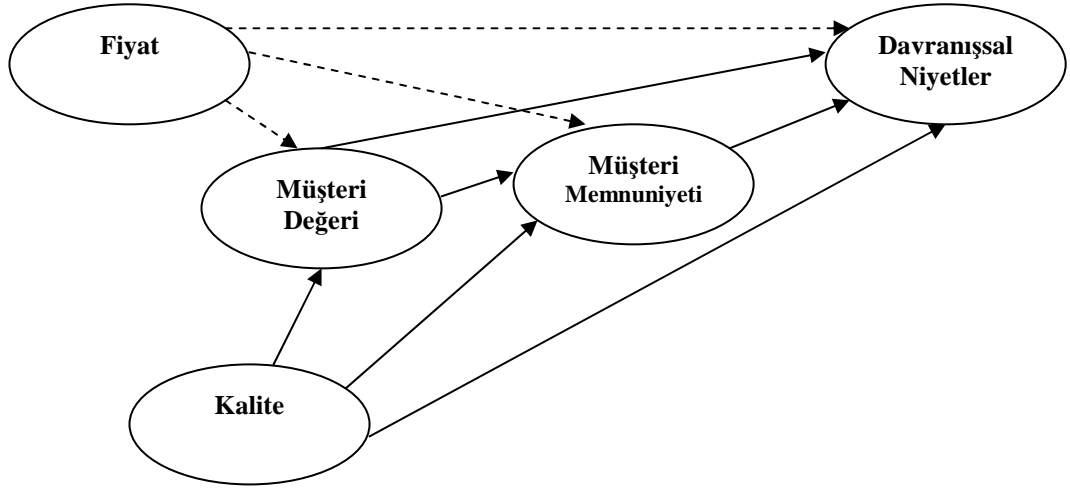 Fiyat
Davranışsal
Niyetler
Müşteri
Değeri
Müşteri
Memnuniyeti
Kalite